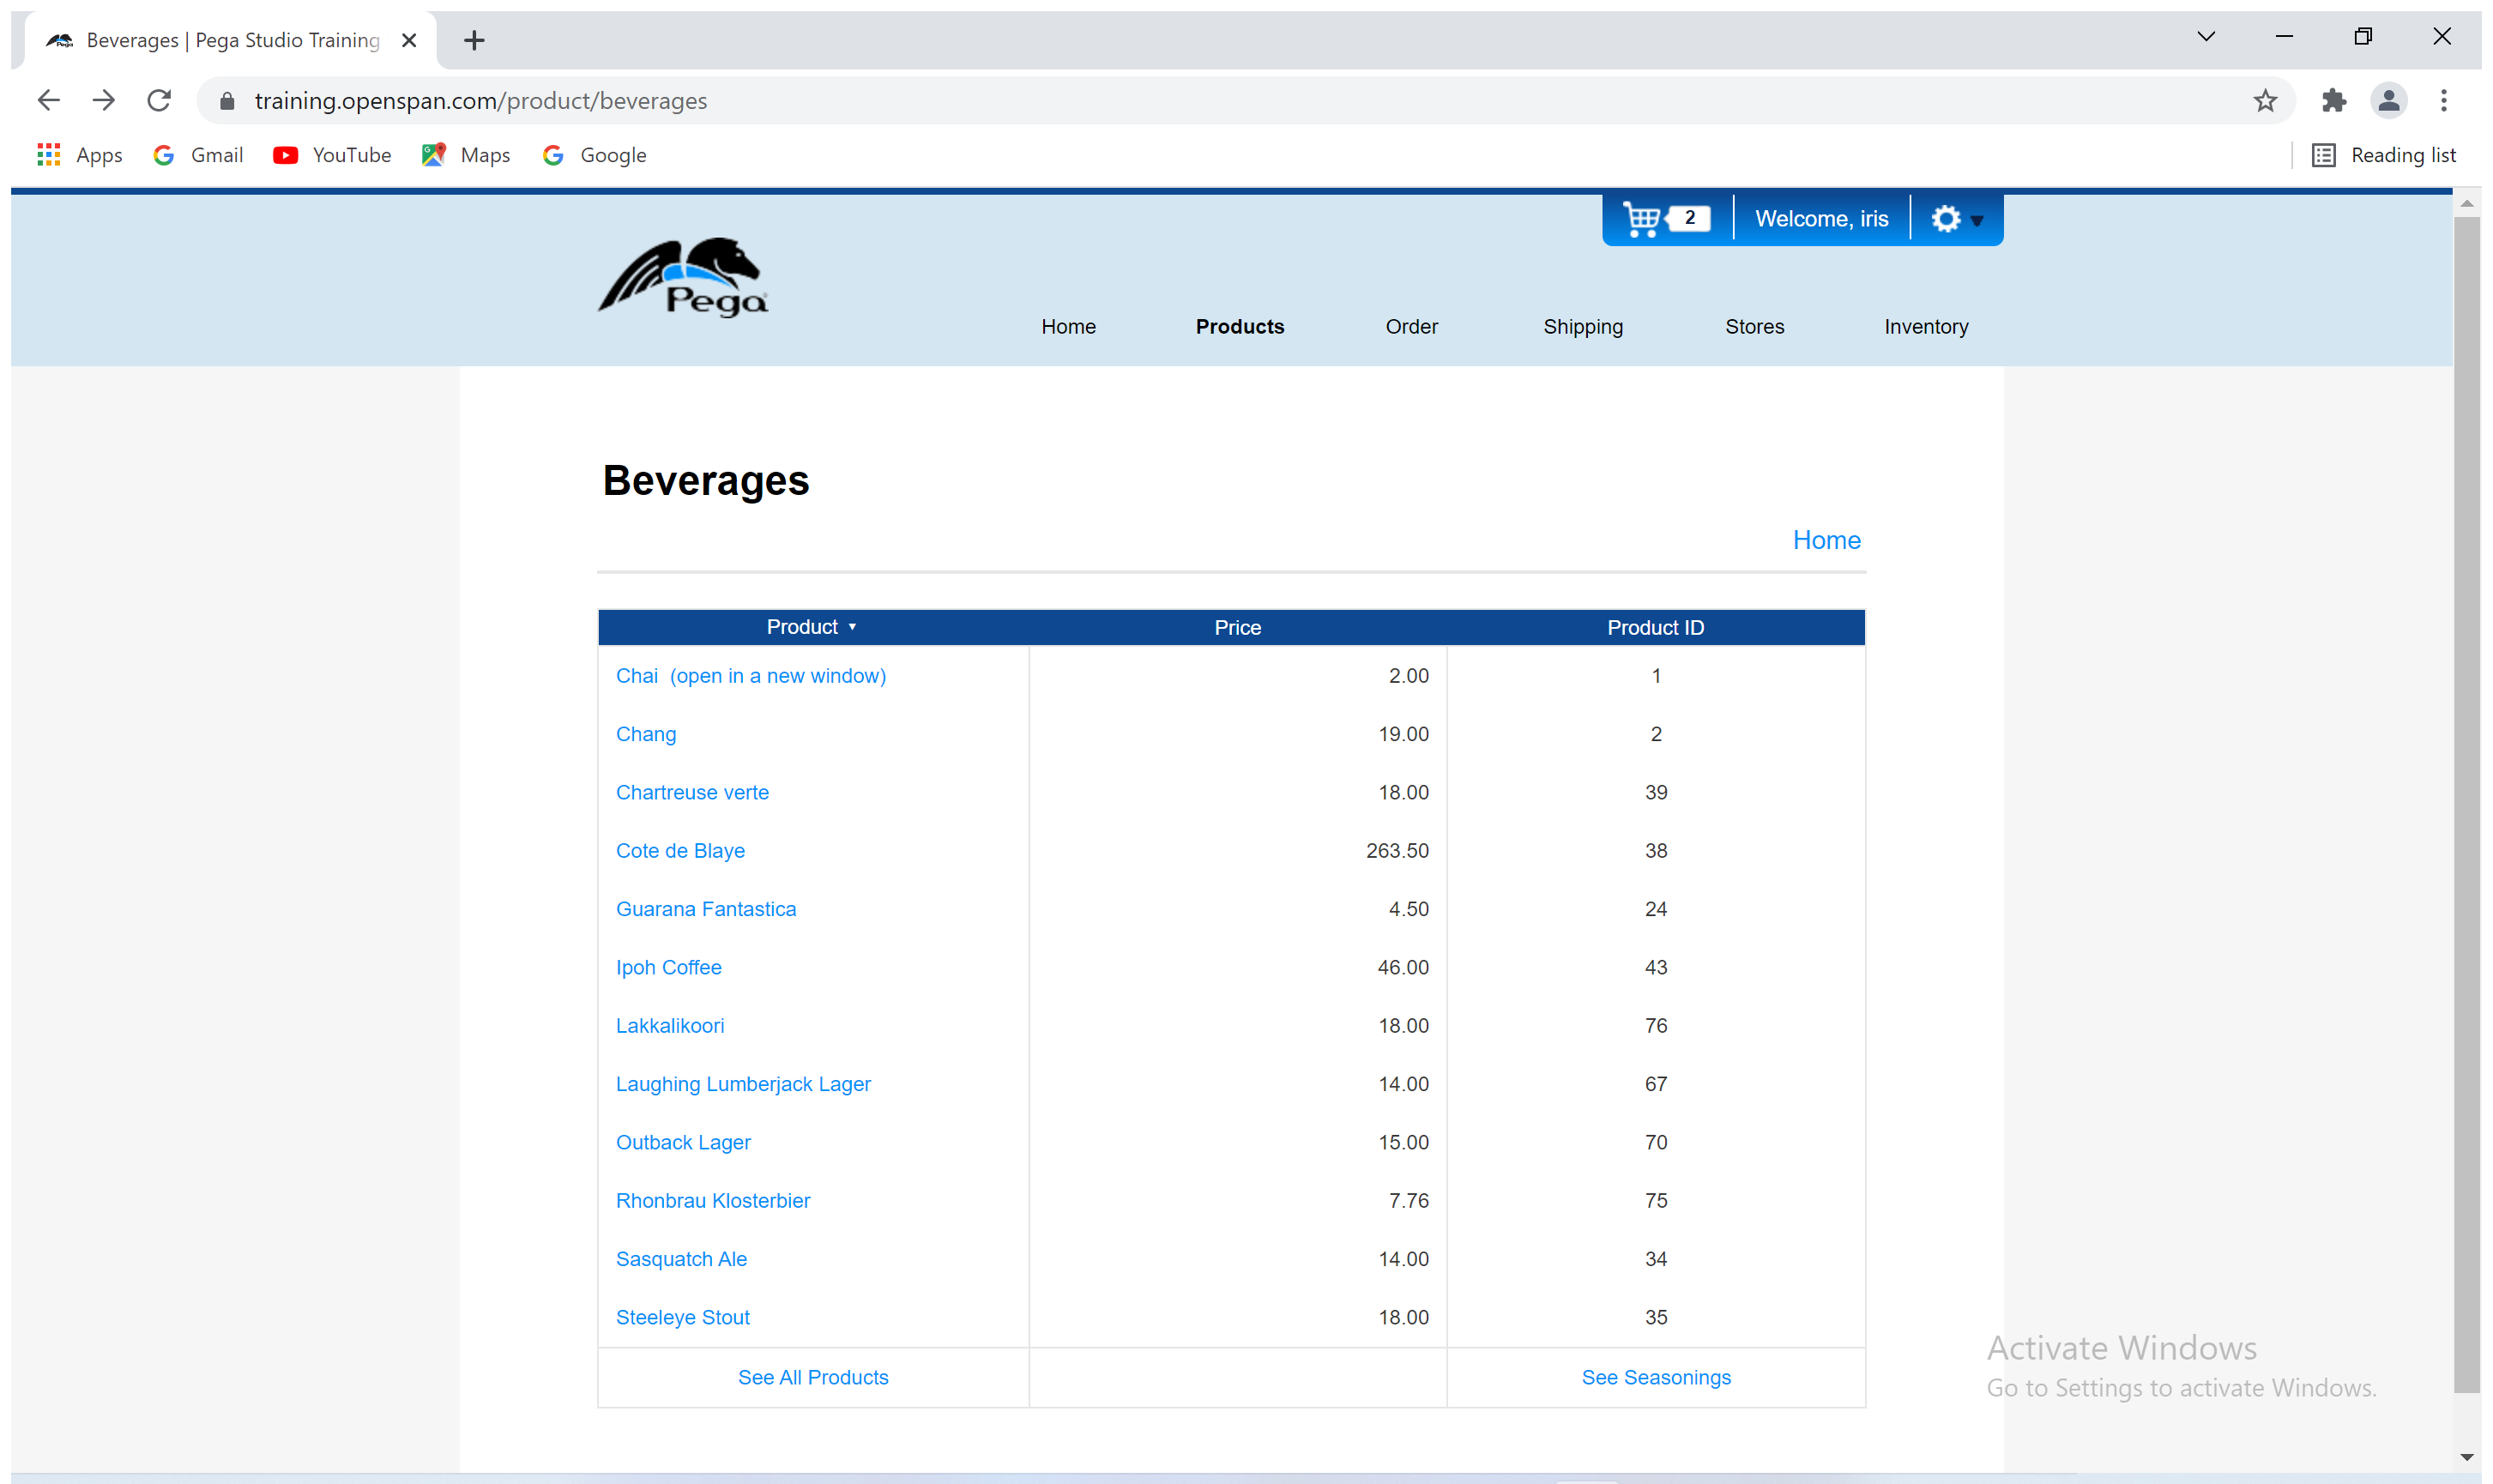 Beverages | Pega Studio Training
training.openspan.com/product/beverages
Apps Gmail YouTube Maps Google Reading list
2 Welcome, iris
Pega
Home Products Order Shipping Stores Inventory
Beverages
Home
Product ▼ Price Product ID
Chai (open in a new window) 2.00 1
Chang 19.00 2
Chartreuse verte 18.00 39
Cote de Blaye 263.50 38
Guarana Fantastica 4.50 24
Ipoh Coffee 46.00 43
Lakkalikoori 18.00 76
Laughing Lumberjack Lager 14.00 67
Outback Lager 15.00 70
Rhonbrau Klosterbier 7.76 75
Sasquatch Ale 14.00 34
Steeleye Stout 18.00 35
See All Products See Seasonings
Activate Windows
Go to Settings to activate Windows.